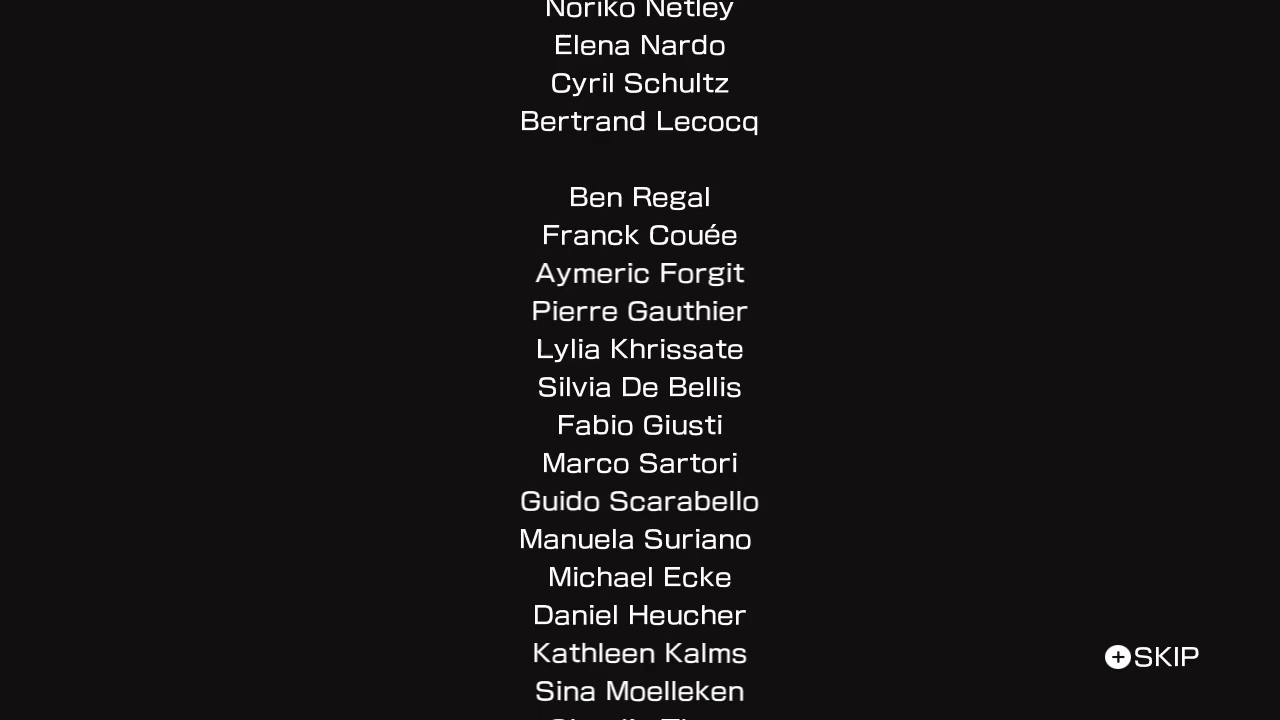 Noriko Netley
Elena Nardo
Cyril Schultz
Bertrand Lecocq
Ben Regal
Franck Couée
Aymeric Forgit
Pierre Gauthier
Lylia Khrissate
Silvia De Bellis
Fabio Giusti
Marco Sartori
Guido Scarabello
Manuela Suriano
Michael Ecke
Daniel Heucher
Kathleen Kalms
SKIP
Sina Moelleken